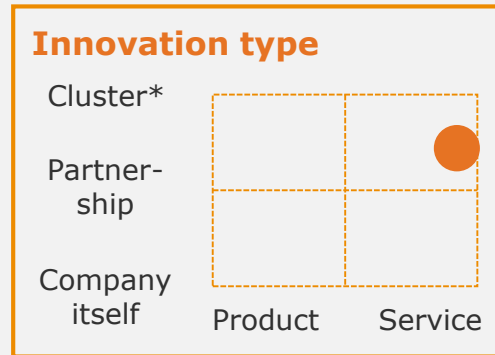 Innovation type
Cluster*
Partner-
ship
Company
itself
Product Service